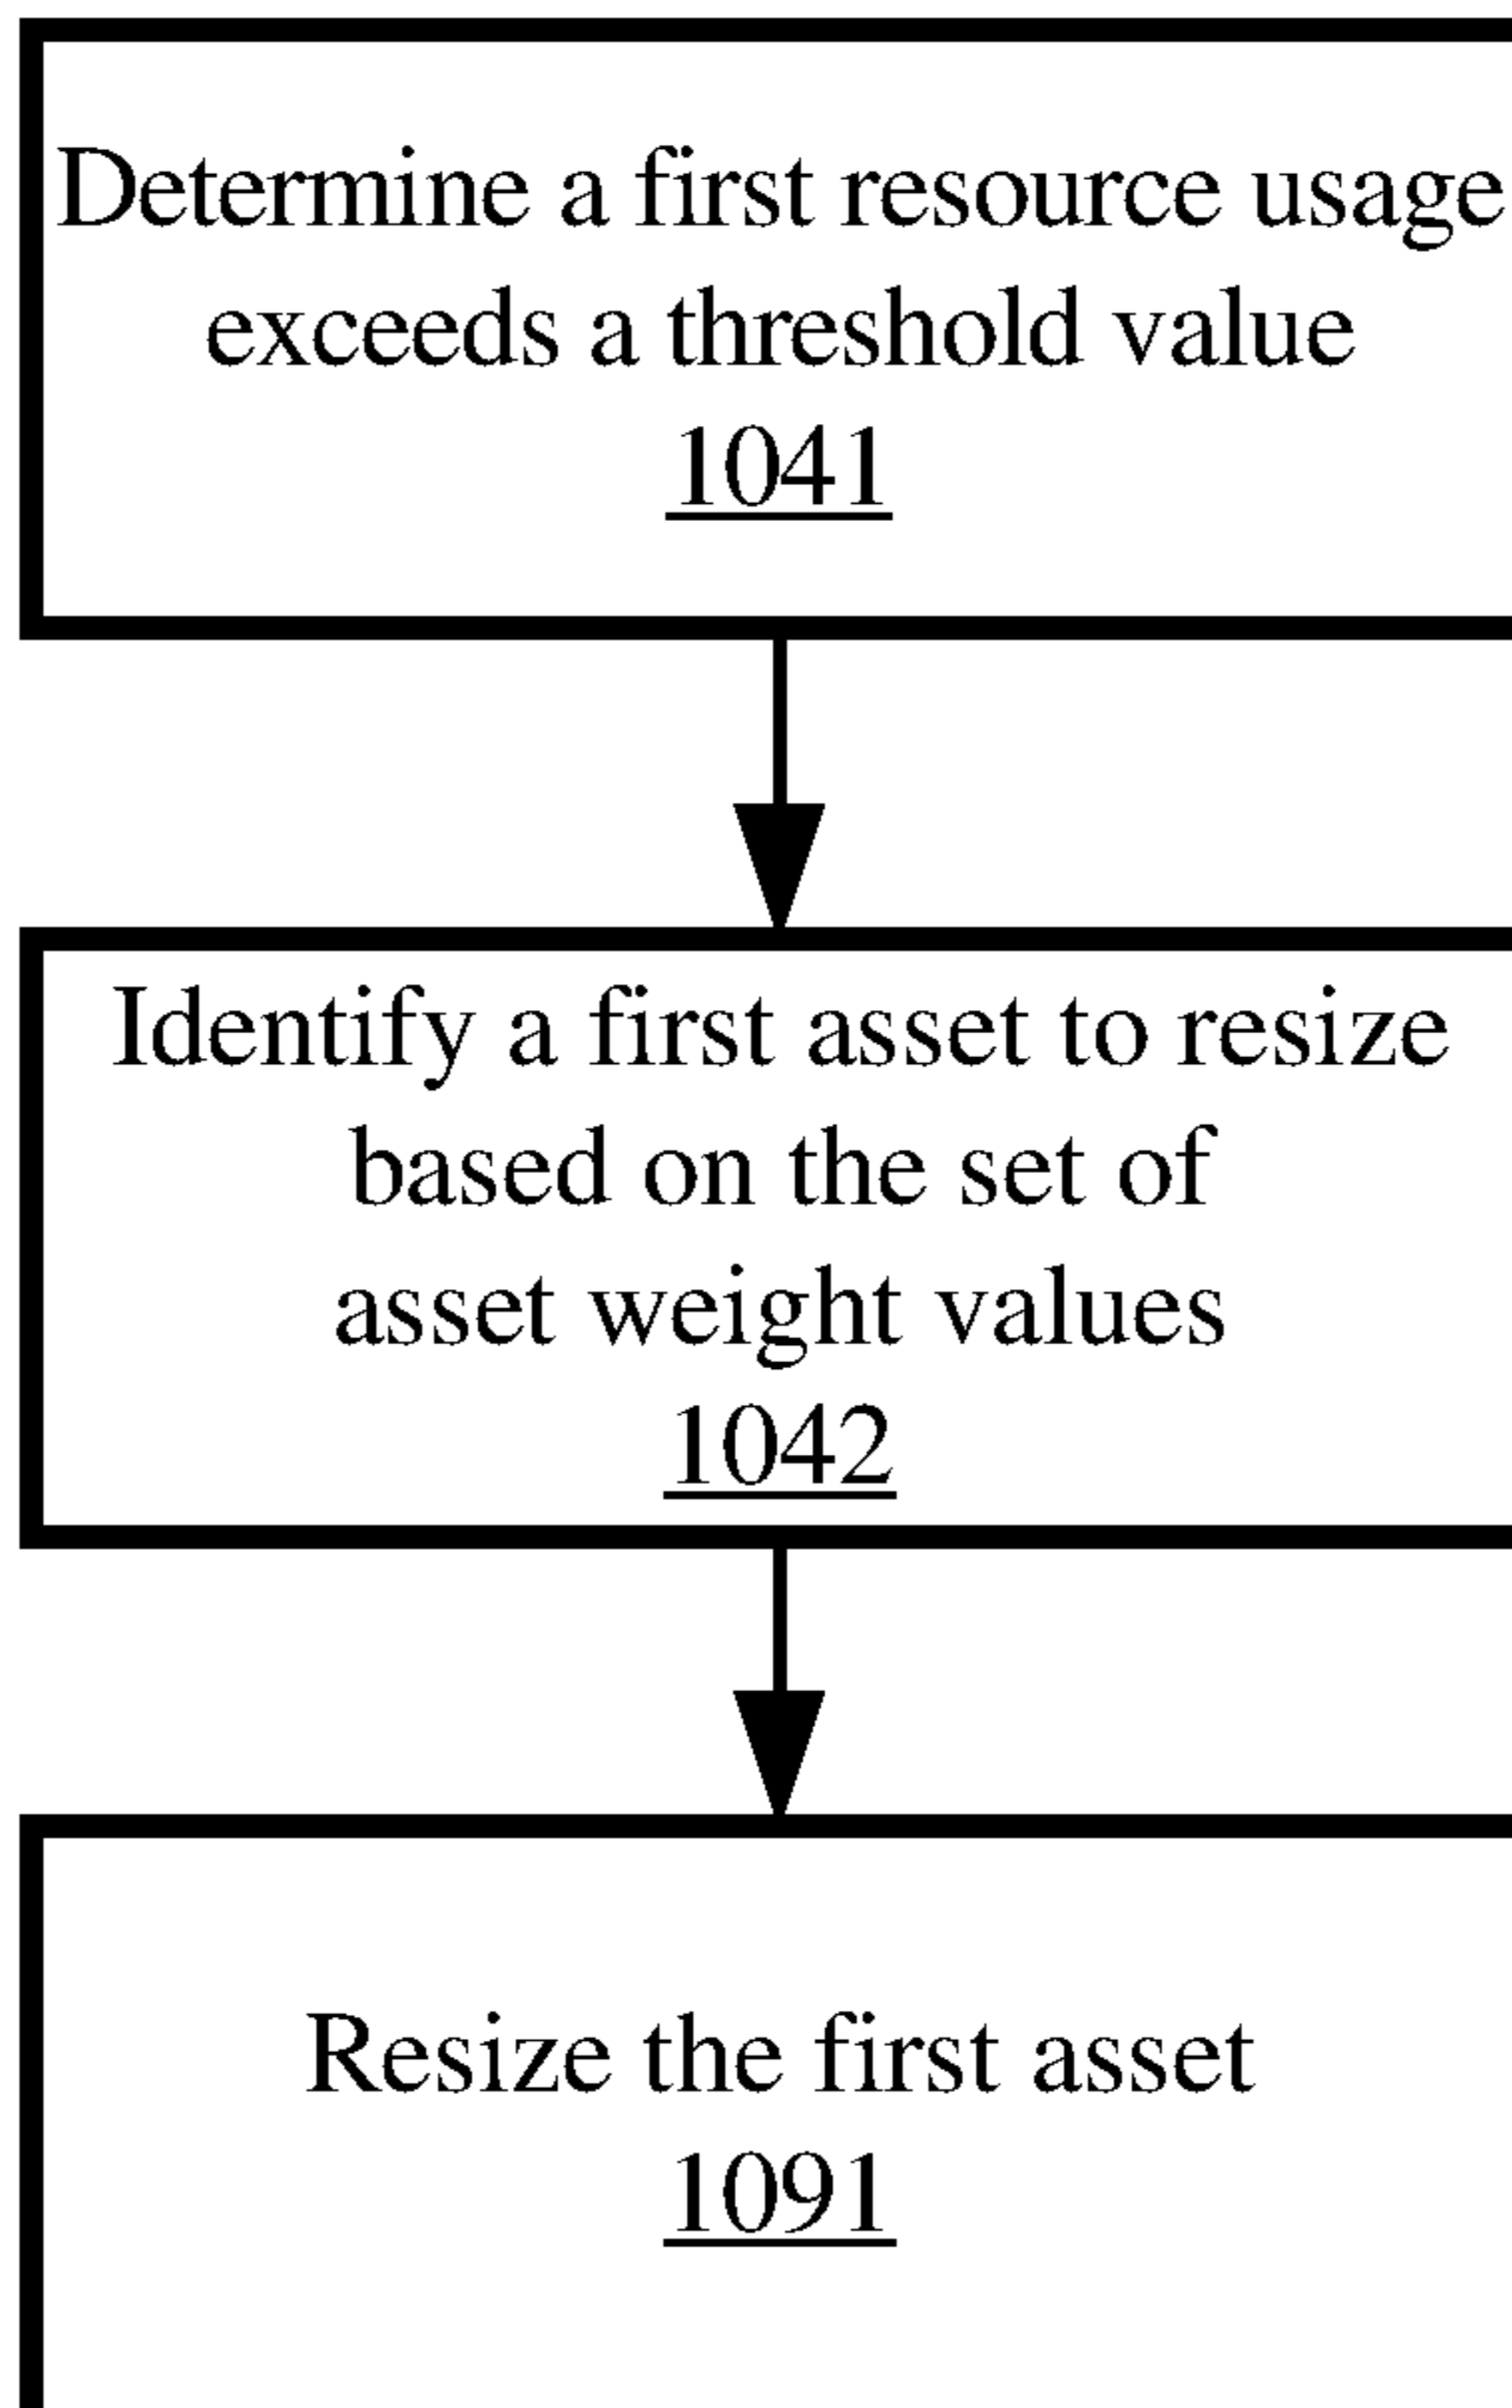 Determine a first resource usage
exceeds a threshold value
1041
Identify a first asset to resize
based on the set of
asset weight values
1042
Resize the first asset
1091